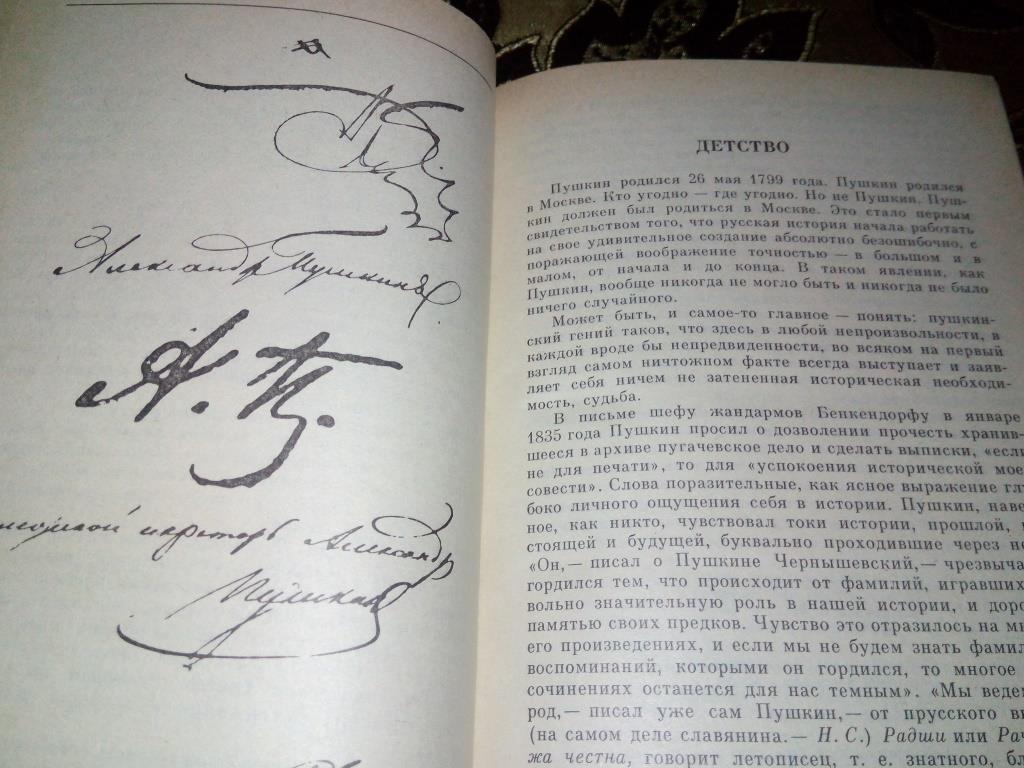 Александр Пушкинъ
А. П.
Александръ
Пушкинъ
ДЕТСТВО
Пушкин родился 26 мая 1799 года. Пушкин родился
в Москве. Кто угодно — где угодно. Но не Пушкин. Пуш-
кин должен был родиться в Москве. Это стало первым
свидетельством того, что русская история начала работать
на свое удивительное создание абсолютно безошибочно, с
поражающей воображение точностью — в большом и в
малом, от начала и до конца. В таком явлении, как
Пушкин, вообще никогда не могло быть и никогда не было
ничего случайного.
Может быть, и самое-то главное — понять: пушкин-
ский гений таков, что здесь в любой непроизвольности, в
каждой вроде бы непредвиденности, во всяком на первый
взгляд самом ничтожном факте всегда выступает и заяв-
ляет себя ничем не затененная историческая необходи-
мость, судьба.
В письме шефу жандармов Бенкендорфу в январе
1835 года Пушкин просил о дозволении прочесть хранив-
шееся в архиве пугачевское дело и сделать выписки, «если
не для печати», то для «успокоения исторической мое
совести». Слова поразительные, как ясное выражение глу
боко личного ощущения себя в истории. Пушкин, наве
ное, как никто, чувствовал токи истории, прошлой,
стоящей и будущей, буквально проходившие через не
«Он,— писал о Пушкине Чернышевский,— чрезвыча
гордился тем, что происходит от фамилий, игравших
вольно значительную роль в нашей истории, и доро
памятью своих предков. Чувство это отразилось на мн
его произведениях, и если мы не будем знать фамил
воспоминаний, которыми он гордился, то многое
сочинениях останется для нас темным». «Мы веде
род,— писал уже сам Пушкин,— от прусского вы
(на самом деле славянина.— Н. С.) Радши или Рач
жа честна, говорит летописец, т. е. знатного, бл